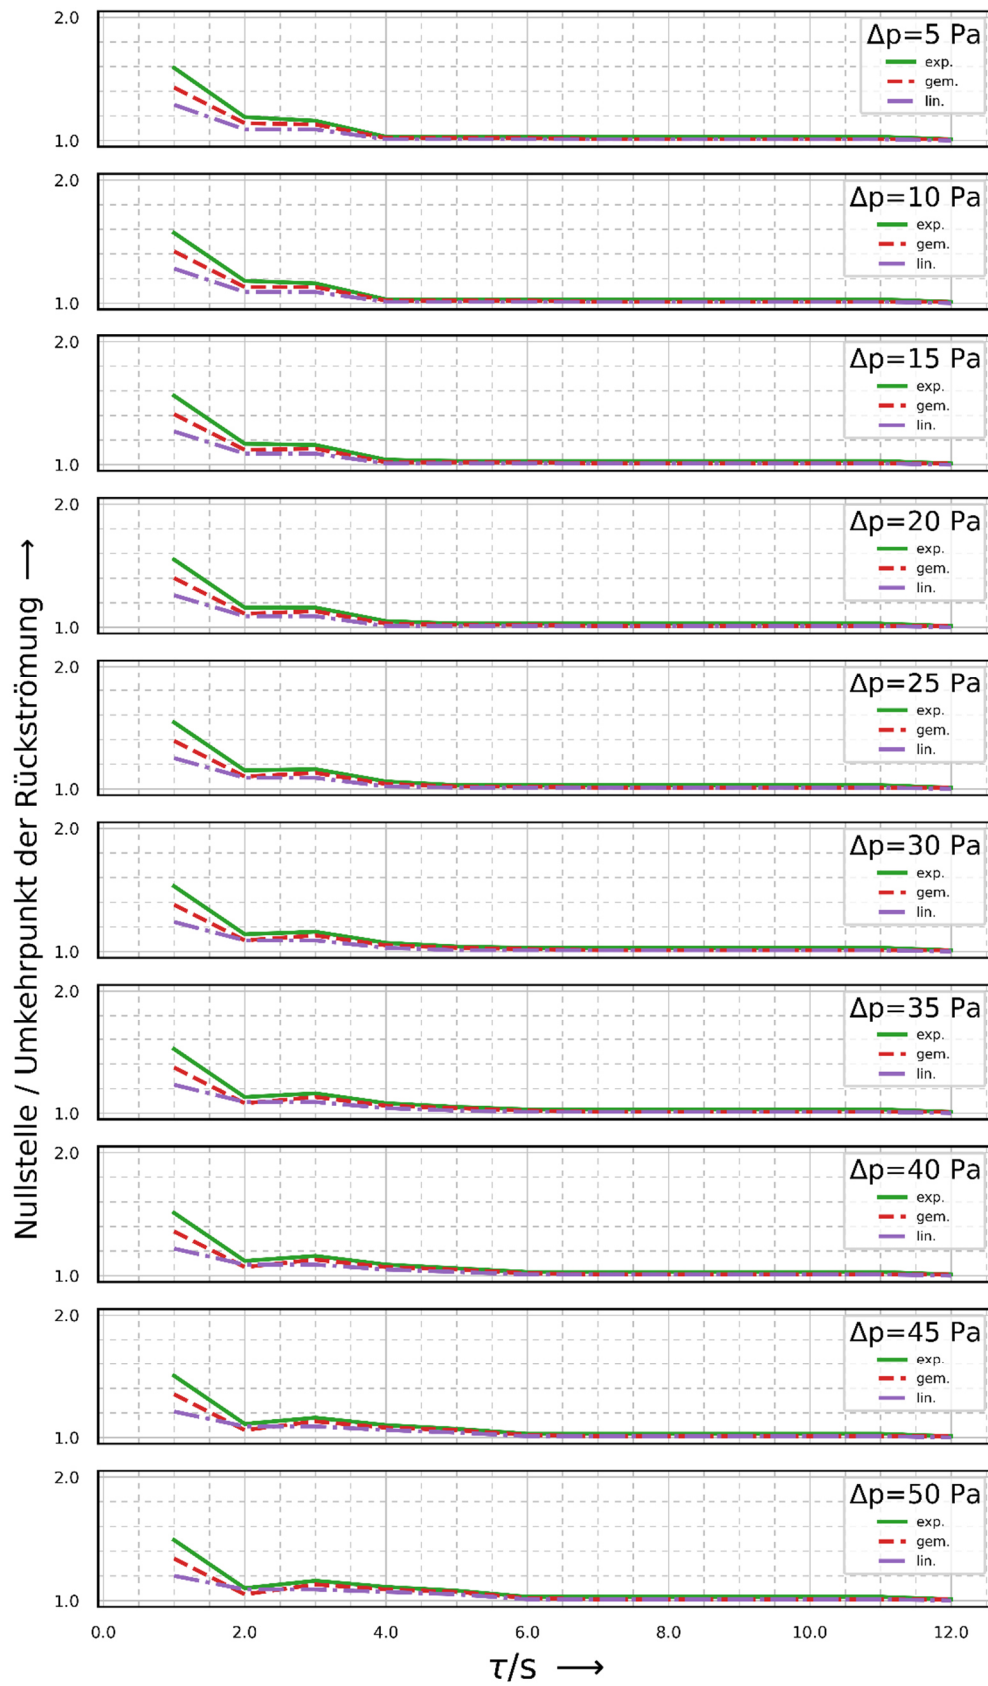 2.0
Δp=5 Pa
exp.
gem.
lin.
1.0
2.0
Δp=10 Pa
exp.
gem.
lin.
1.0
2.0
Δp=15 Pa
exp.
gem.
lin.
1.0
2.0
Δp=20 Pa
exp.
gem.
lin.
1.0
2.0
Δp=25 Pa
exp.
gem.
lin.
1.0
2.0
Δp=30 Pa
exp.
gem.
lin.
1.0
2.0
Δp=35 Pa
exp.
gem.
lin.
1.0
2.0
Δp=40 Pa
exp.
gem.
lin.
1.0
2.0
Δp=45 Pa
exp.
gem.
lin.
1.0
2.0
Δp=50 Pa
exp.
gem.
lin.
1.0
0.0 2.0 4.0 6.0 8.0 10.0 12.0
τ/s →
Nullstelle / Umkehrpunkt der Rückströmung →